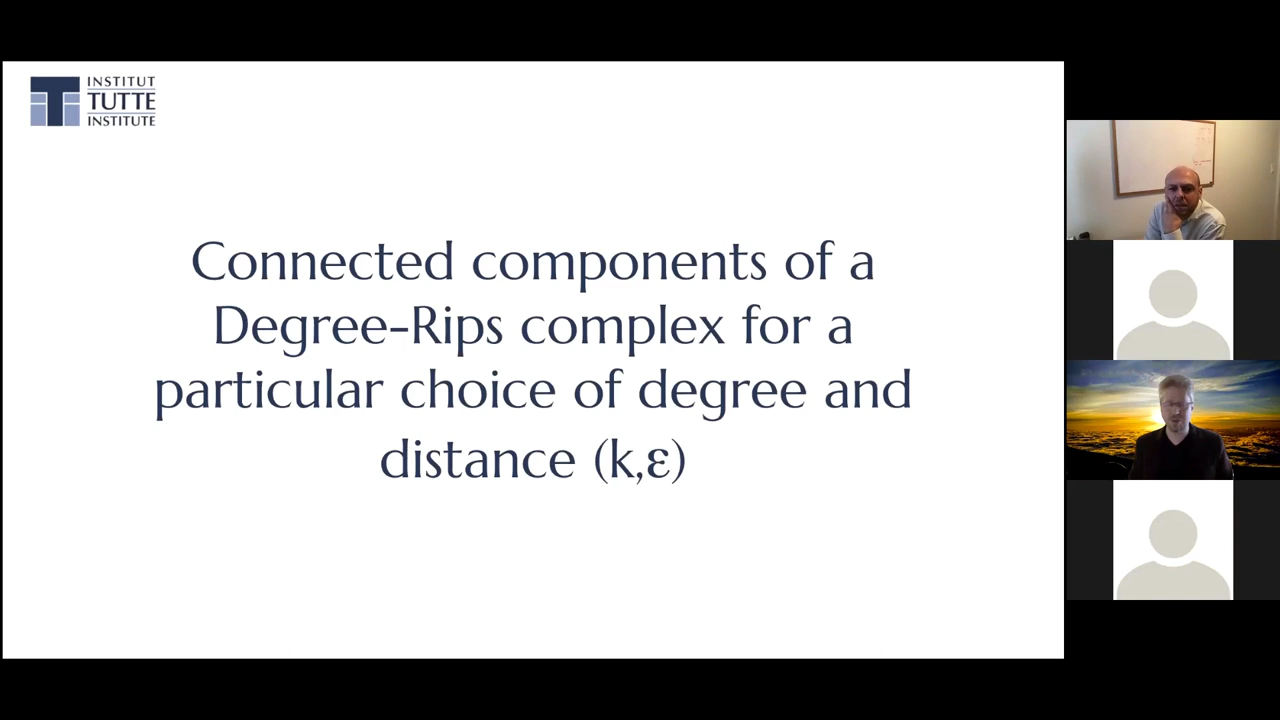 INSTITUT
TUTTE
INSTITUTE
Connected components of a
Degree-Rips complex for a
particular choice of degree and
distance (k,ε)